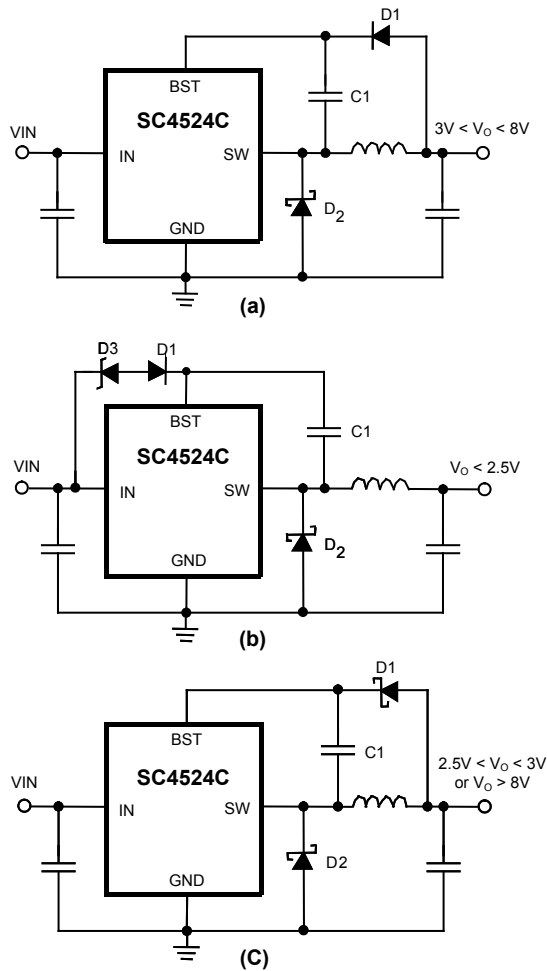 D1
BST
C1
SC4524C
VIN
3V < VO < 8V
IN
SW
D2
GND
(a)
D3
D1
BST
C1
SC4524C
VIN
VO < 2.5V
IN
SW
D2
GND
(b)
D1
BST
C1
SC4524C
2.5V < VO < 3V
or VO > 8V
VIN
IN
SW
D2
GND
(C)